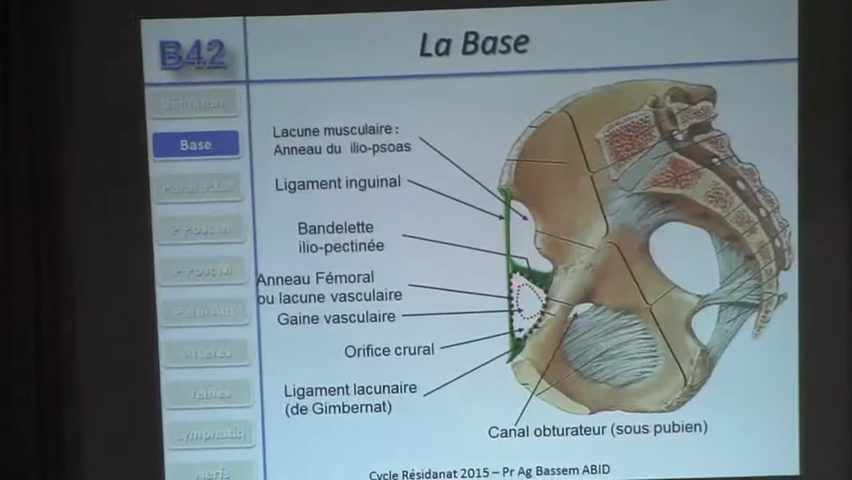 B42
La Base
Base
Lacune musculaire :
Anneau du ilio-psoas
Ligament inguinal
Bandelette
ilio-pectinée
Anneau Fémoral
ou lacune vasculaire
Gaine vasculaire
Orifice crural
Ligament lacunaire
(de Gimbernat)
Canal obturateur (sous pubien)
Cycle Résidanat 2015 – Pr Ag Bassem ABID